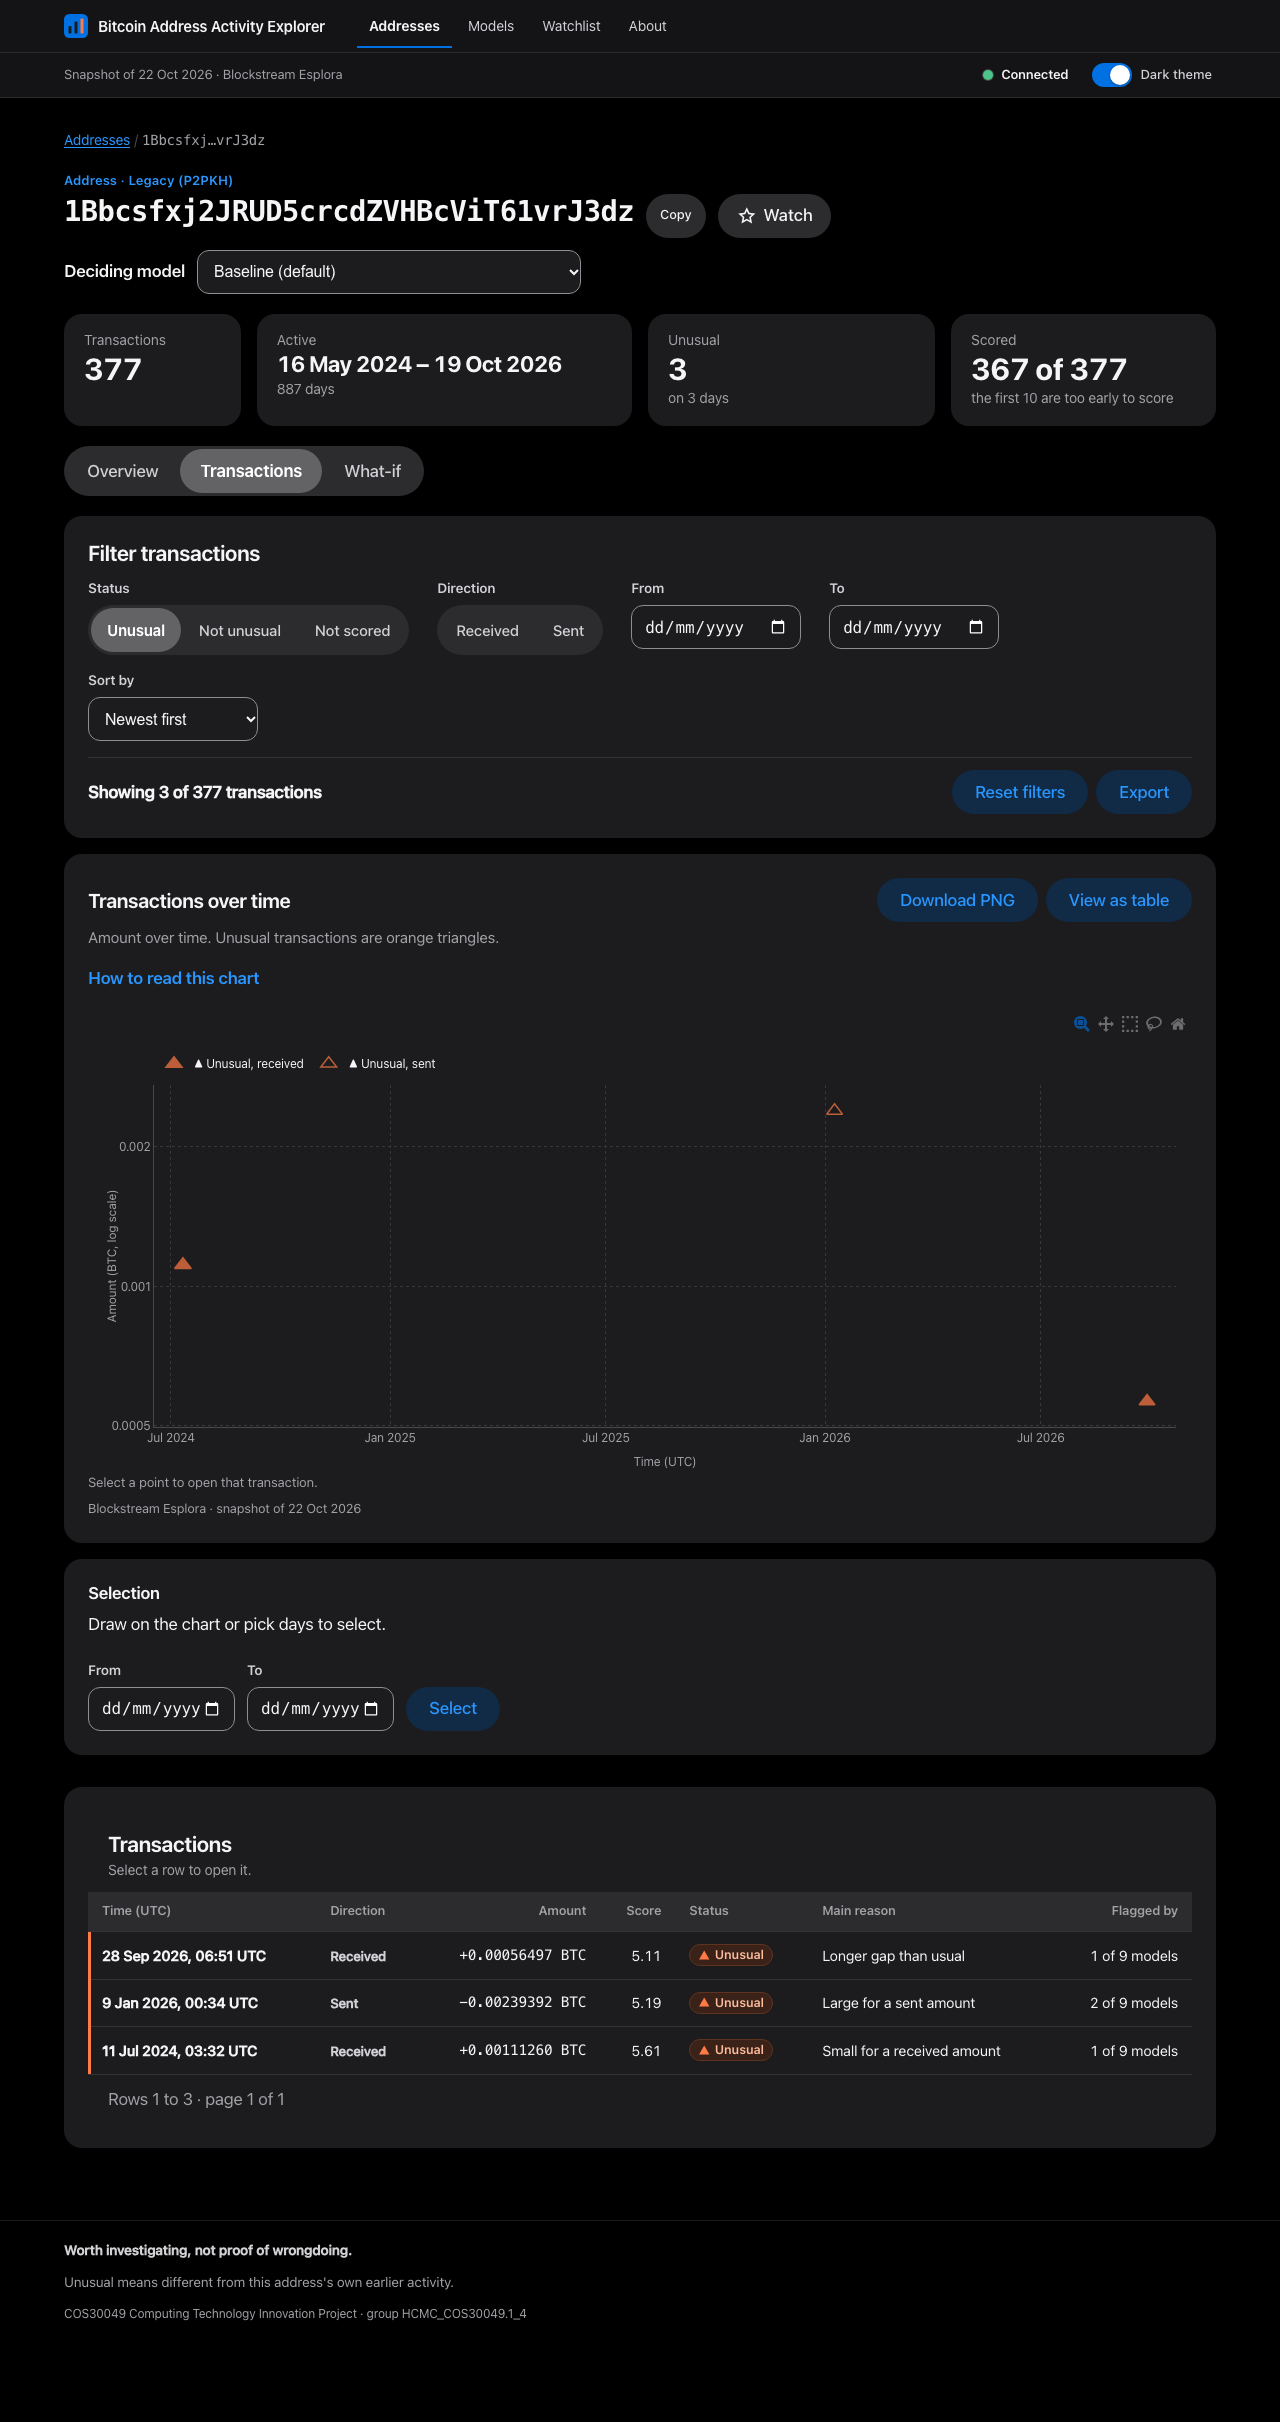 Bitcoin Address Activity Explorer
Addresses
Models
Watchlist
About
Snapshot of 22 Oct 2026 · Blockstream Esplora
Connected
Dark theme
Addresses / 1Bbcsfxj…vrJ3dz
Address · Legacy (P2PKH)
1Bbcsfxj2JRUD5crcdZVHBcViT61vrJ3dz
Copy
Watch
Deciding model
Baseline (default)
Transactions
377
Active
16 May 2024 – 19 Oct 2026
887 days
Unusual
3
on 3 days
Scored
367 of 377
the first 10 are too early to score
Overview
Transactions
What-if
Filter transactions
Status
Unusual
Not unusual
Not scored
Direction
Received
Sent
From
dd/mm/yyyy
To
dd/mm/yyyy
Sort by
Newest first
Showing 3 of 377 transactions
Reset filters
Export
Transactions over time
Download PNG
View as table
Amount over time. Unusual transactions are orange triangles.
How to read this chart
▲ Unusual, received
▲ Unusual, sent
Amount (BTC, log scale)
0.002
0.001
0.0005
Jul 2024
Jan 2025
Jul 2025
Jan 2026
Jul 2026
Time (UTC)
Select a point to open that transaction.
Blockstream Esplora · snapshot of 22 Oct 2026
Selection
Draw on the chart or pick days to select.
From
dd/mm/yyyy
To
dd/mm/yyyy
Select
Transactions
Select a row to open it.
Time (UTC) Direction Amount Score Status Main reason Flagged by
28 Sep 2026, 06:51 UTC Received +0.00056497 BTC 5.11 ▲ Unusual Longer gap than usual 1 of 9 models
9 Jan 2026, 00:34 UTC Sent −0.00239392 BTC 5.19 ▲ Unusual Large for a sent amount 2 of 9 models
11 Jul 2024, 03:32 UTC Received +0.00111260 BTC 5.61 ▲ Unusual Small for a received amount 1 of 9 models
Rows 1 to 3 · page 1 of 1
Worth investigating, not proof of wrongdoing.
Unusual means different from this address's own earlier activity.
COS30049 Computing Technology Innovation Project · group HCMC_COS30049.1_4